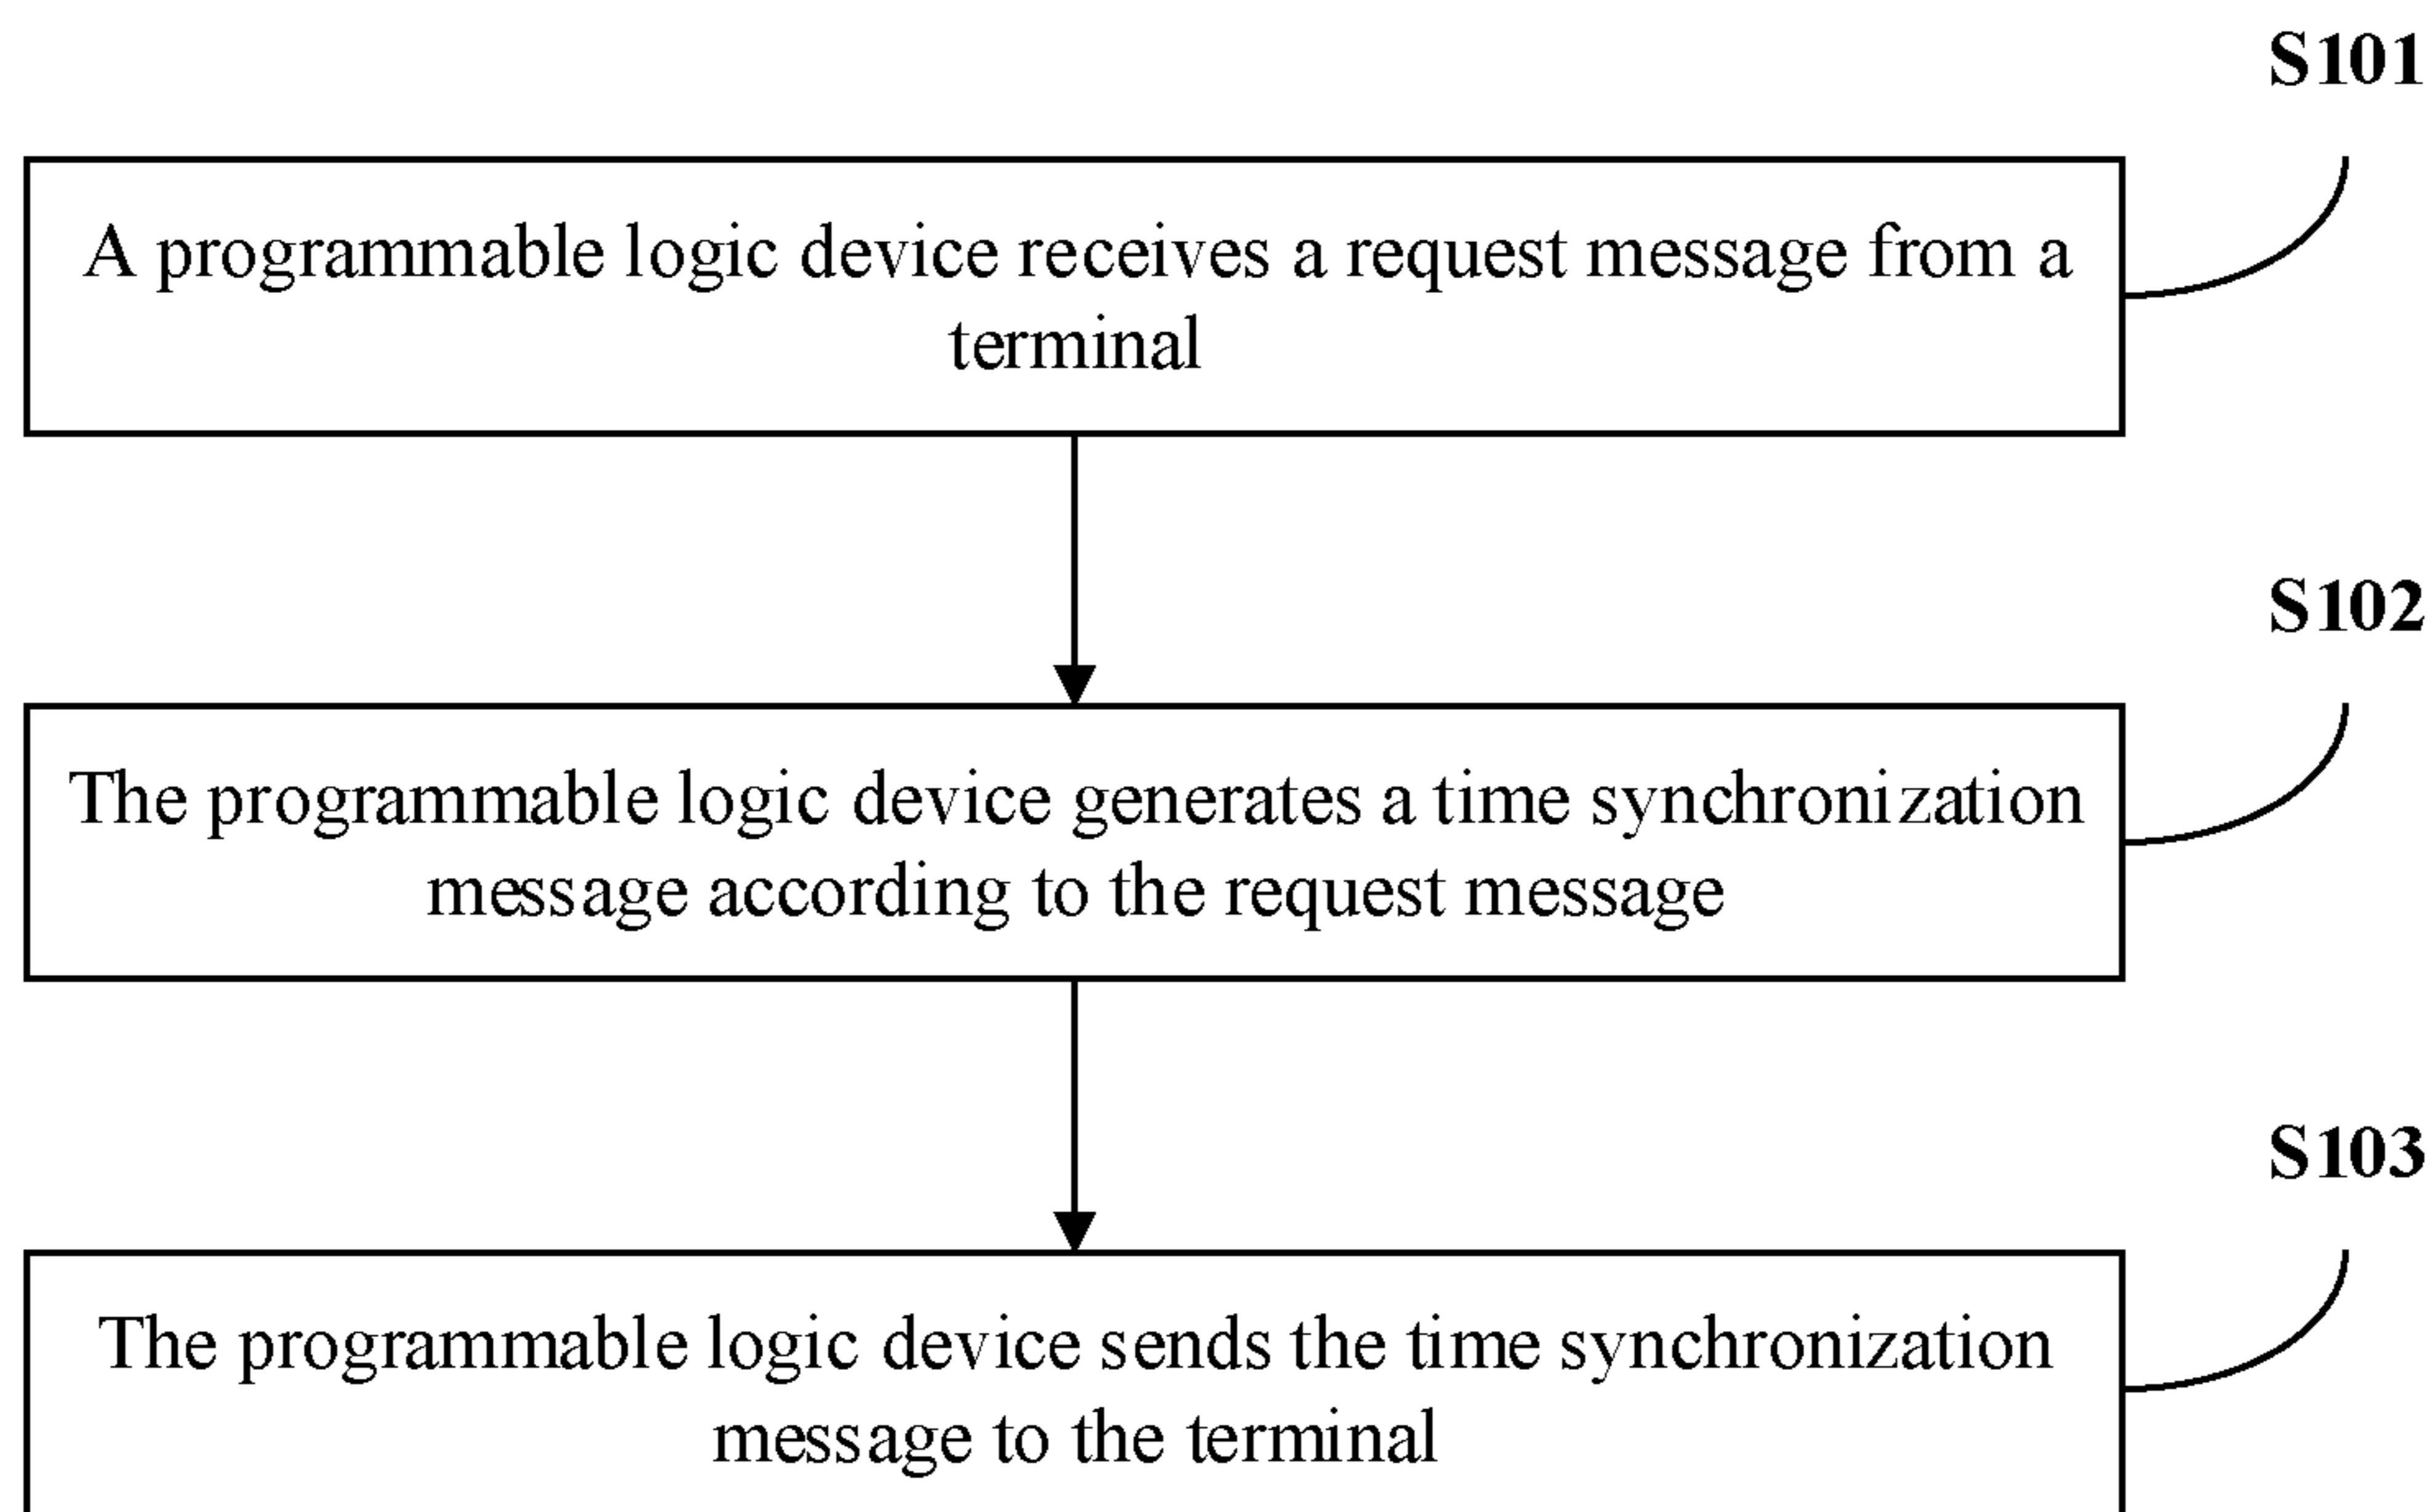 S101
A programmable logic device receives a request message from a
terminal
S102
The programmable logic device generates a time synchronization
message according to the request message
S103
The programmable logic device sends the time synchronization
message to the terminal